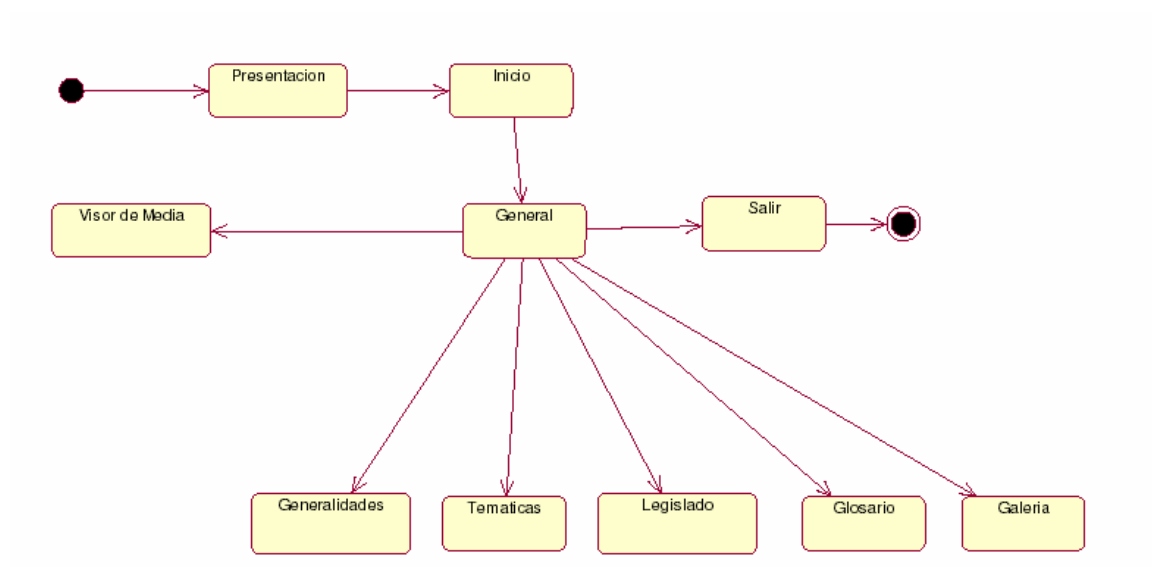 Presentacion
Inicio
Visor de Media
General
Salir
Generalidades
Tematicas
Legislado
Glosario
Galeria